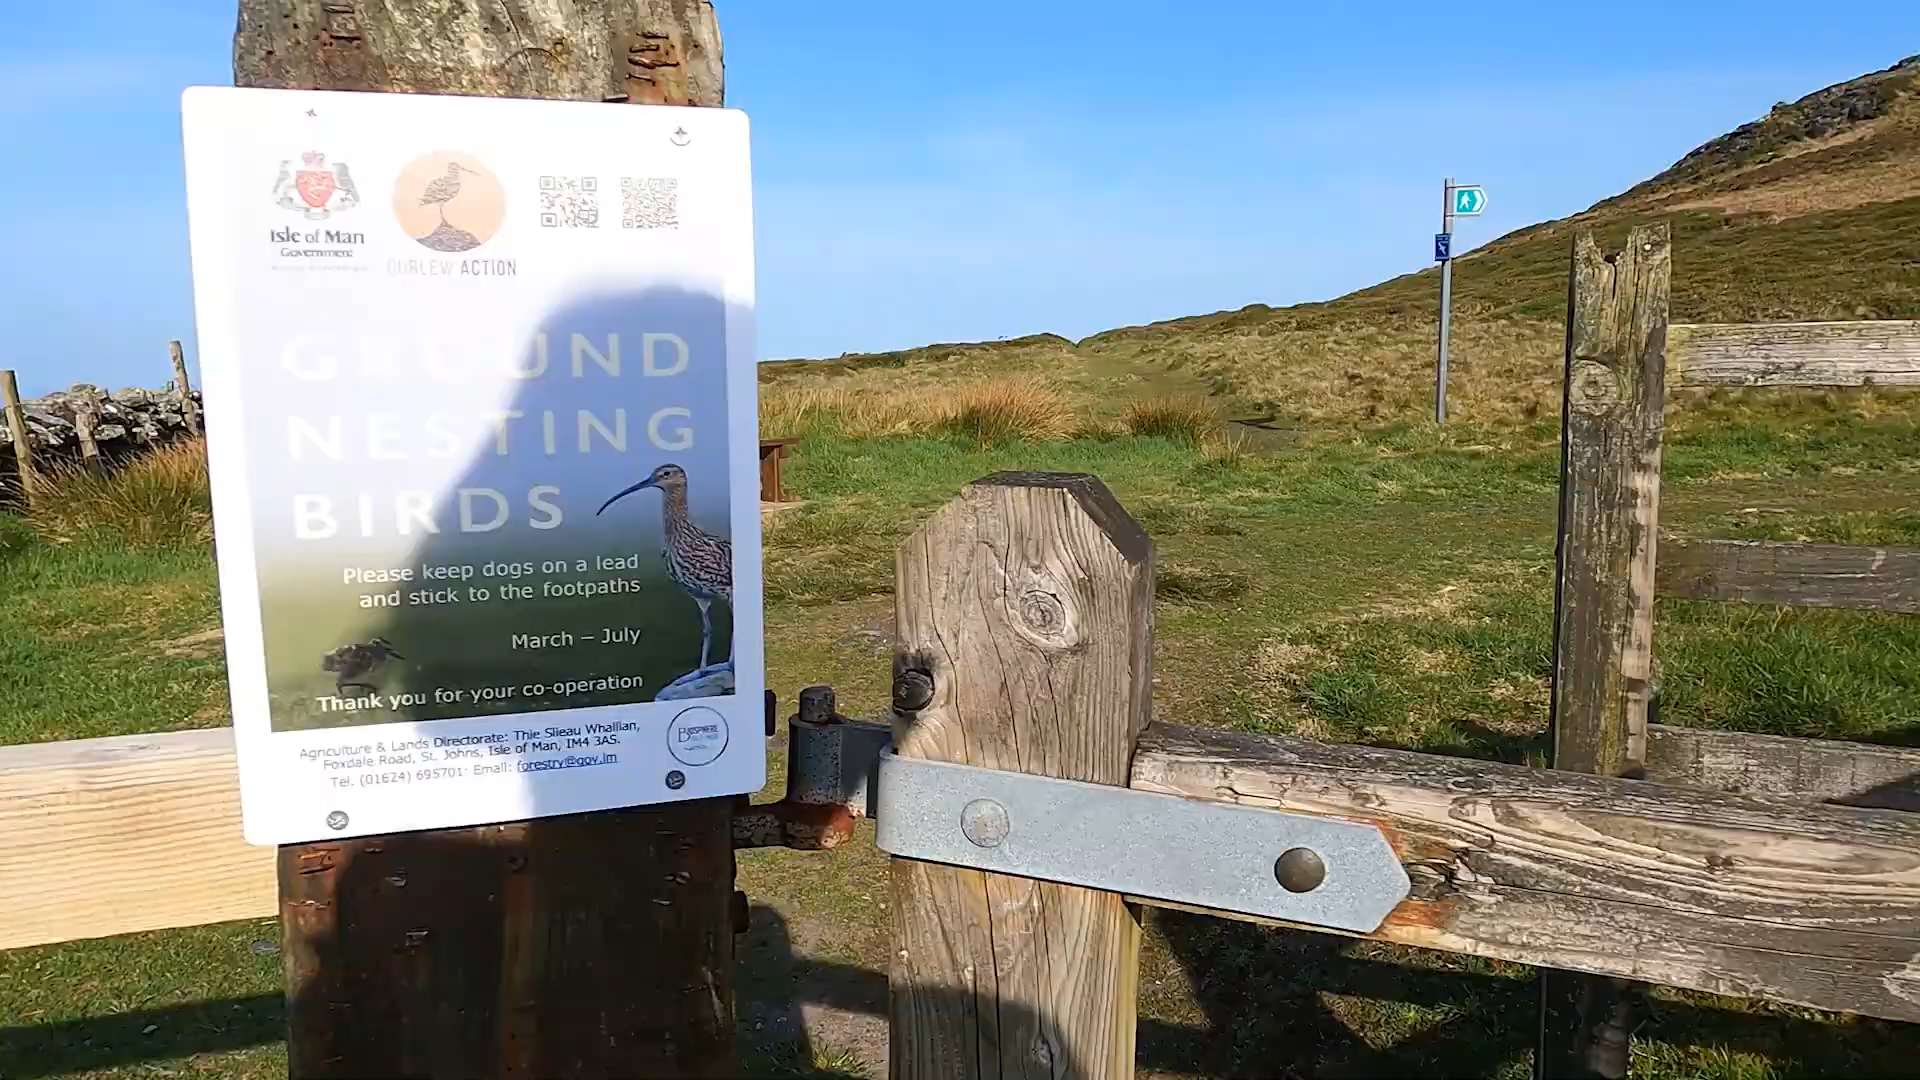 Isle of Man
Government
CURLEW ACTION
GROUND
NESTING
BIRDS
Please keep dogs on a lead
and stick to the footpaths
March – July
Thank you for your co-operation
Agriculture & Lands Directorate: Thie Slieau Whallian,
Foxdale Road, St. Johns, Isle of Man, IM4 3AS.
Tel. (01624) 695701: Email: forestry@gov.im
BIOSPHERE